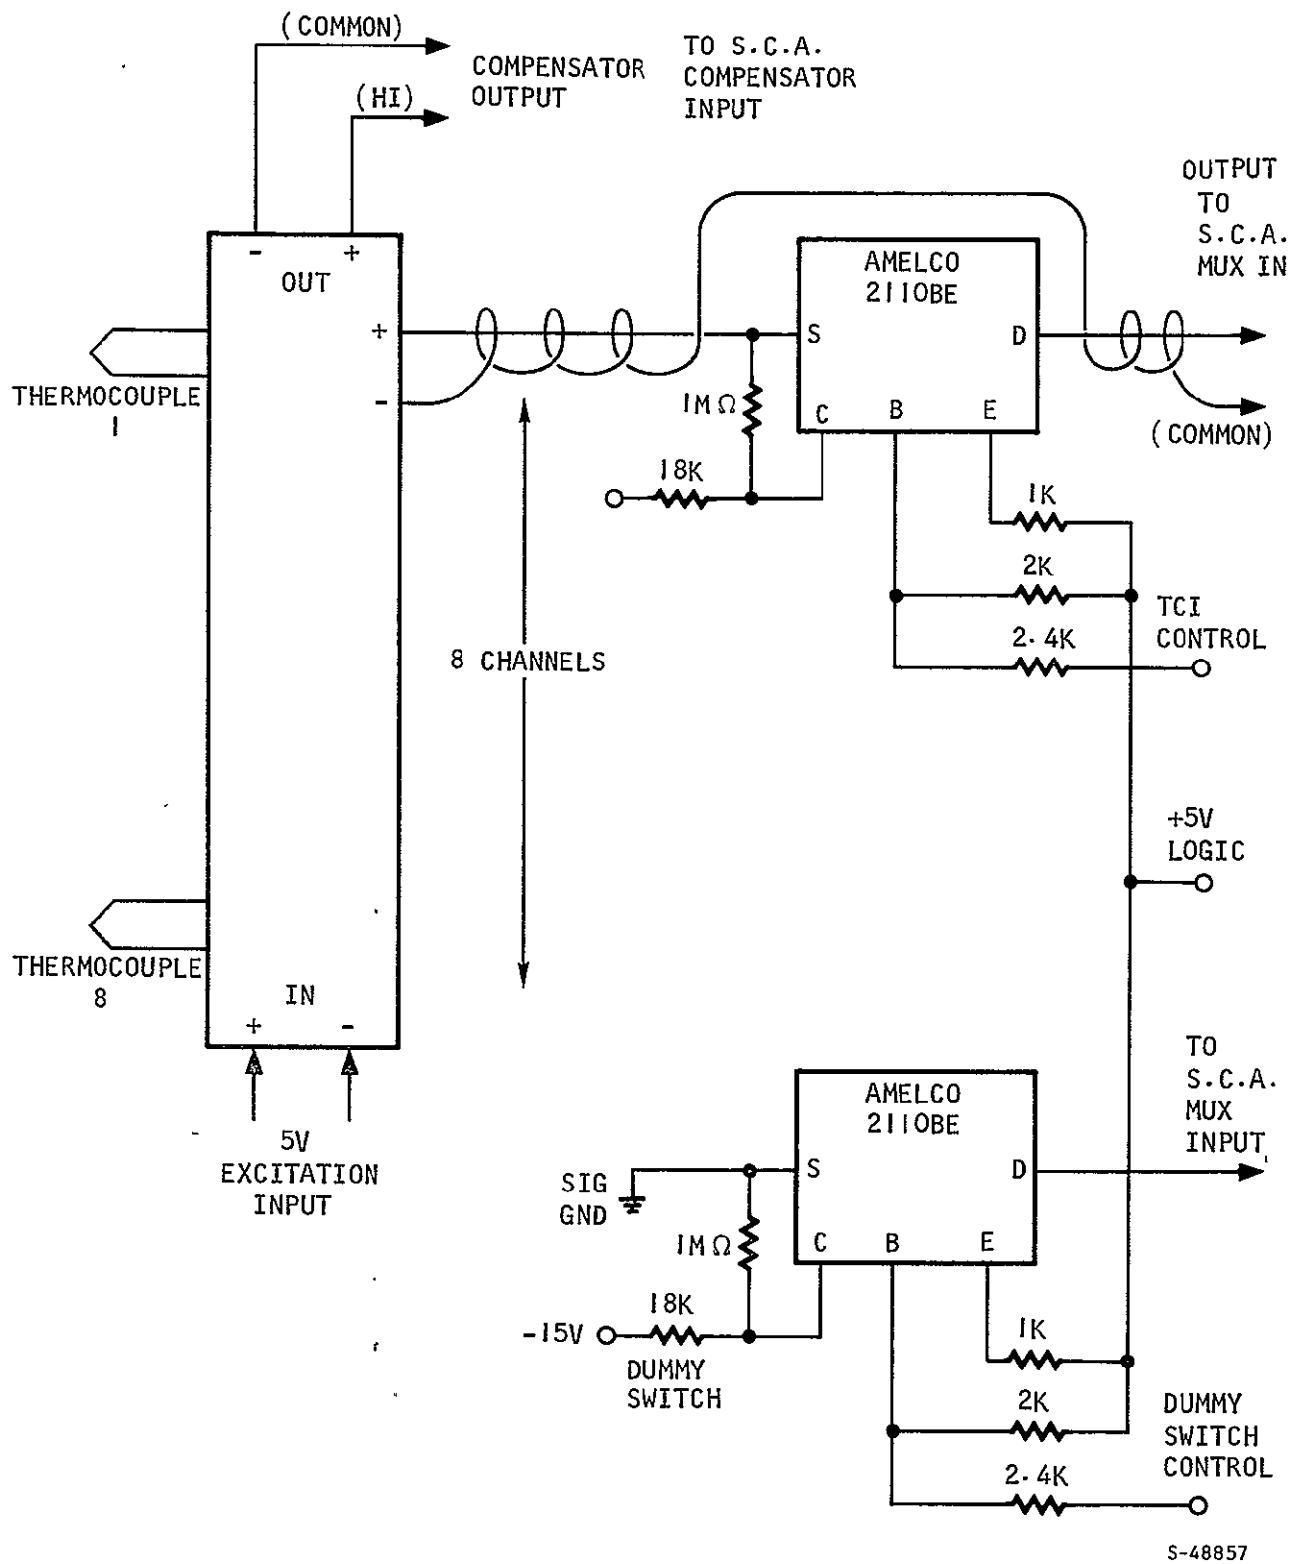 (COMMON)
TO S.C.A.
COMPENSATOR
INPUT
COMPENSATOR
OUTPUT
(HI)
OUTPUT
TO
S.C.A.
MUX IN
- +
OUT
AMELCO
2110BE
+
S
D
THERMOCOUPLE
1
-
1MΩ
C
B
E
(COMMON)
18K
1K
2K
TCI
CONTROL
2.4K
8 CHANNELS
+5V
LOGIC
THERMOCOUPLE
8
IN
+ -
5V
EXCITATION
INPUT
TO
S.C.A.
MUX
INPUT
AMELCO
2110BE
SIG
GND
S
D
1MΩ
C
B
E
-15V
18K
DUMMY
SWITCH
1K
2K
2.4K
DUMMY
SWITCH
CONTROL
S-48857